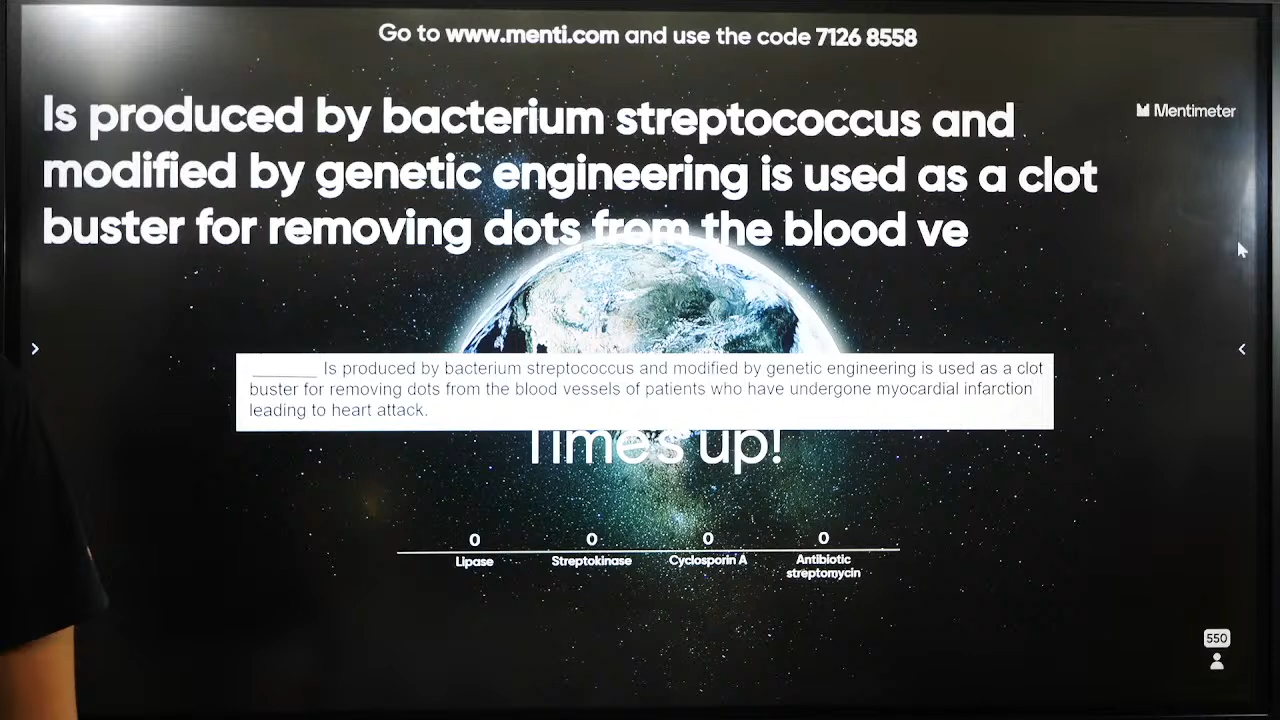 Go to www.menti.com and use the code 7126 8558
Mentimeter
Is produced by bacterium streptococcus and
modified by genetic engineering is used as a clot
buster for removing dots from the blood ve
________ Is produced by bacterium streptococcus and modified by genetic engineering is used as a clot
buster for removing dots from the blood vessels of patients who have undergone myocardial infarction
leading to heart attack.
Time's up!
0 0 0 0
Lipase Streptokinase Cyclosporin A Antibiotic
streptomycin
550